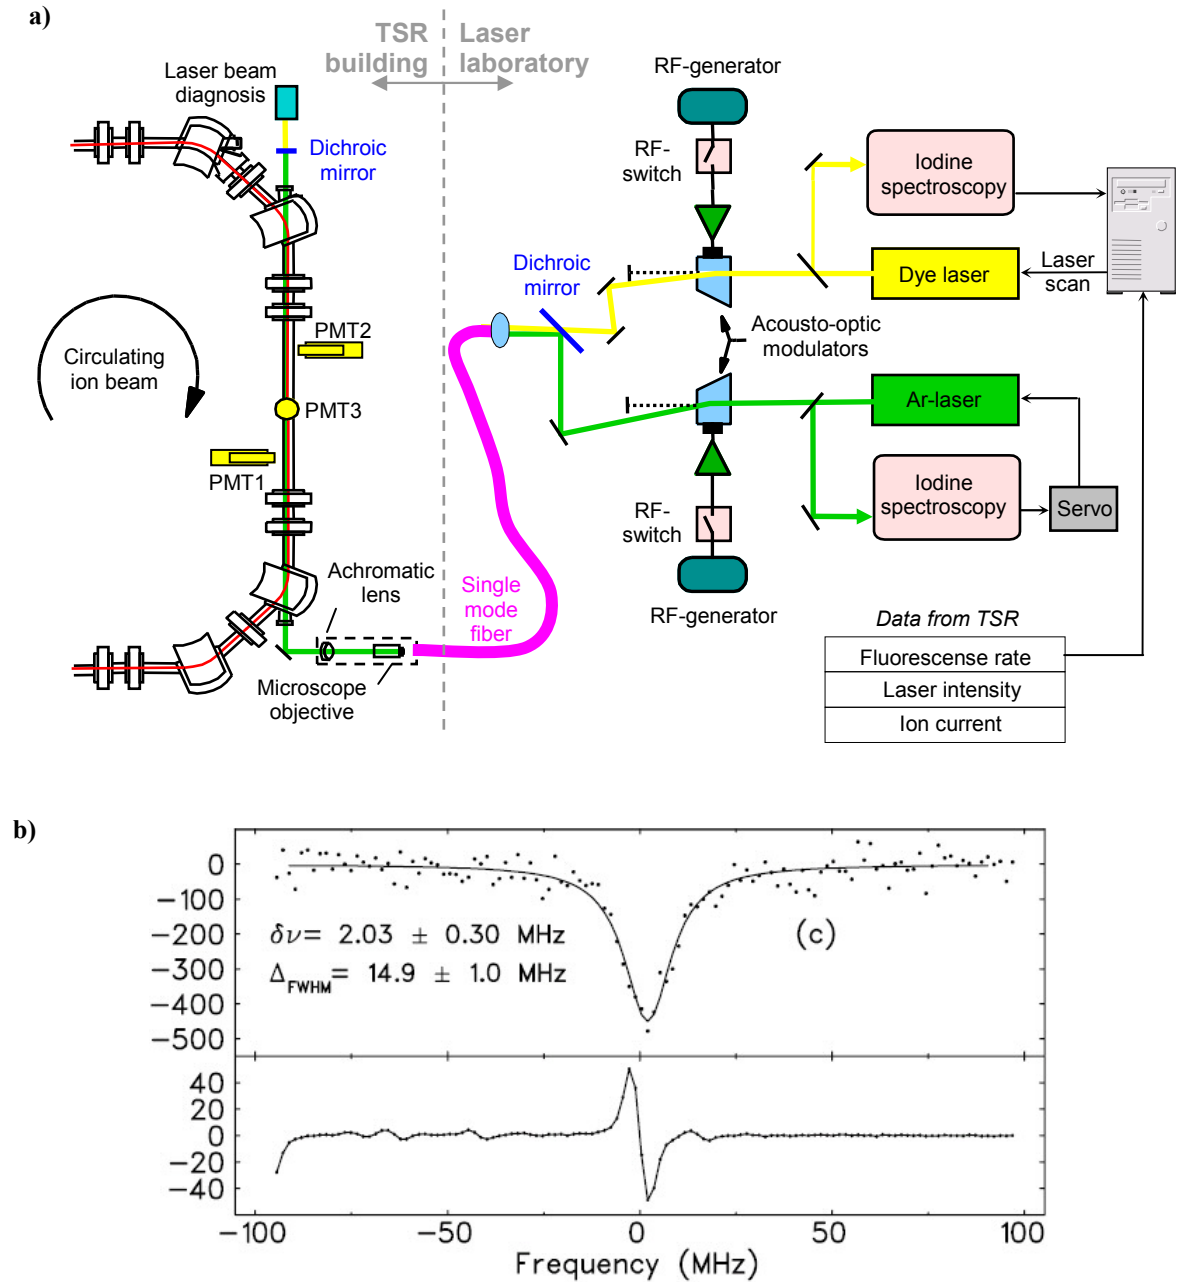 a)
TSR
building
Laser
laboratory
Laser beam
diagnosis
Dichroic
mirror
RF-generator
RF-
switch
Iodine
spectroscopy
Dichroic
mirror
Dye laser
Laser
scan
Acousto-optic
modulators
Circulating
ion beam
PMT2
PMT3
PMT1
Ar-laser
Iodine
spectroscopy
Servo
RF-
switch
RF-generator
Achromatic
lens
Single
mode
fiber
Microscope
objective
Data from TSR
Fluorescense rate
Laser intensity
Ion current
b)
0
-100
-200
-300
-400
-500
δν= 2.03 ± 0.30 MHz
ΔFWHM= 14.9 ± 1.0 MHz
(c)
40
20
0
-20
-40
-100 -50 0 50 100
Frequency (MHz)